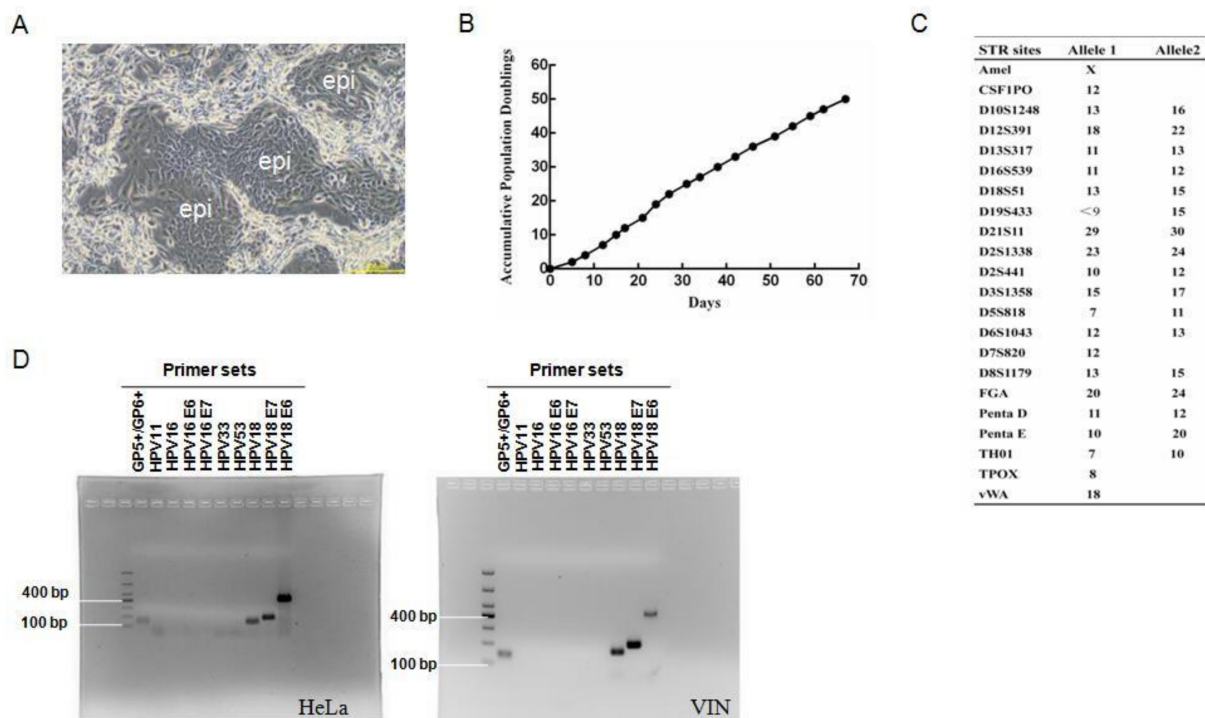 A
epi
epi
epi
B
Accumulative Population Doublings
60
50
40
30
20
10
0
0 10 20 30 40 50 60 70
Days
C
STR sites Allele 1 Allele2
Amel X
CSF1PO 12
D10S1248 13 16
D12S391 18 22
D13S317 11 13
D16S539 11 12
D18S51 13 15
D19S433 <9 15
D21S11 29 30
D2S1338 23 24
D2S441 10 12
D3S1358 15 17
D5S818 7 11
D6S1043 12 13
D7S820 12
D8S1179 13 15
FGA 20 24
Penta D 11 12
Penta E 10 20
TH01 7 10
TPOX 8
vWA 18
D
Primer sets
GP5+/GP6+
HPV11
HPV16
HPV16 E6
HPV16 E7
HPV33
HPV53
HPV18
HPV18 E7
HPV18 E6
400 bp
100 bp
HeLa
Primer sets
GP5+/GP6+
HPV11
HPV16
HPV16 E6
HPV16 E7
HPV33
HPV53
HPV18
HPV18 E7
HPV18 E6
400 bp
100 bp
VIN